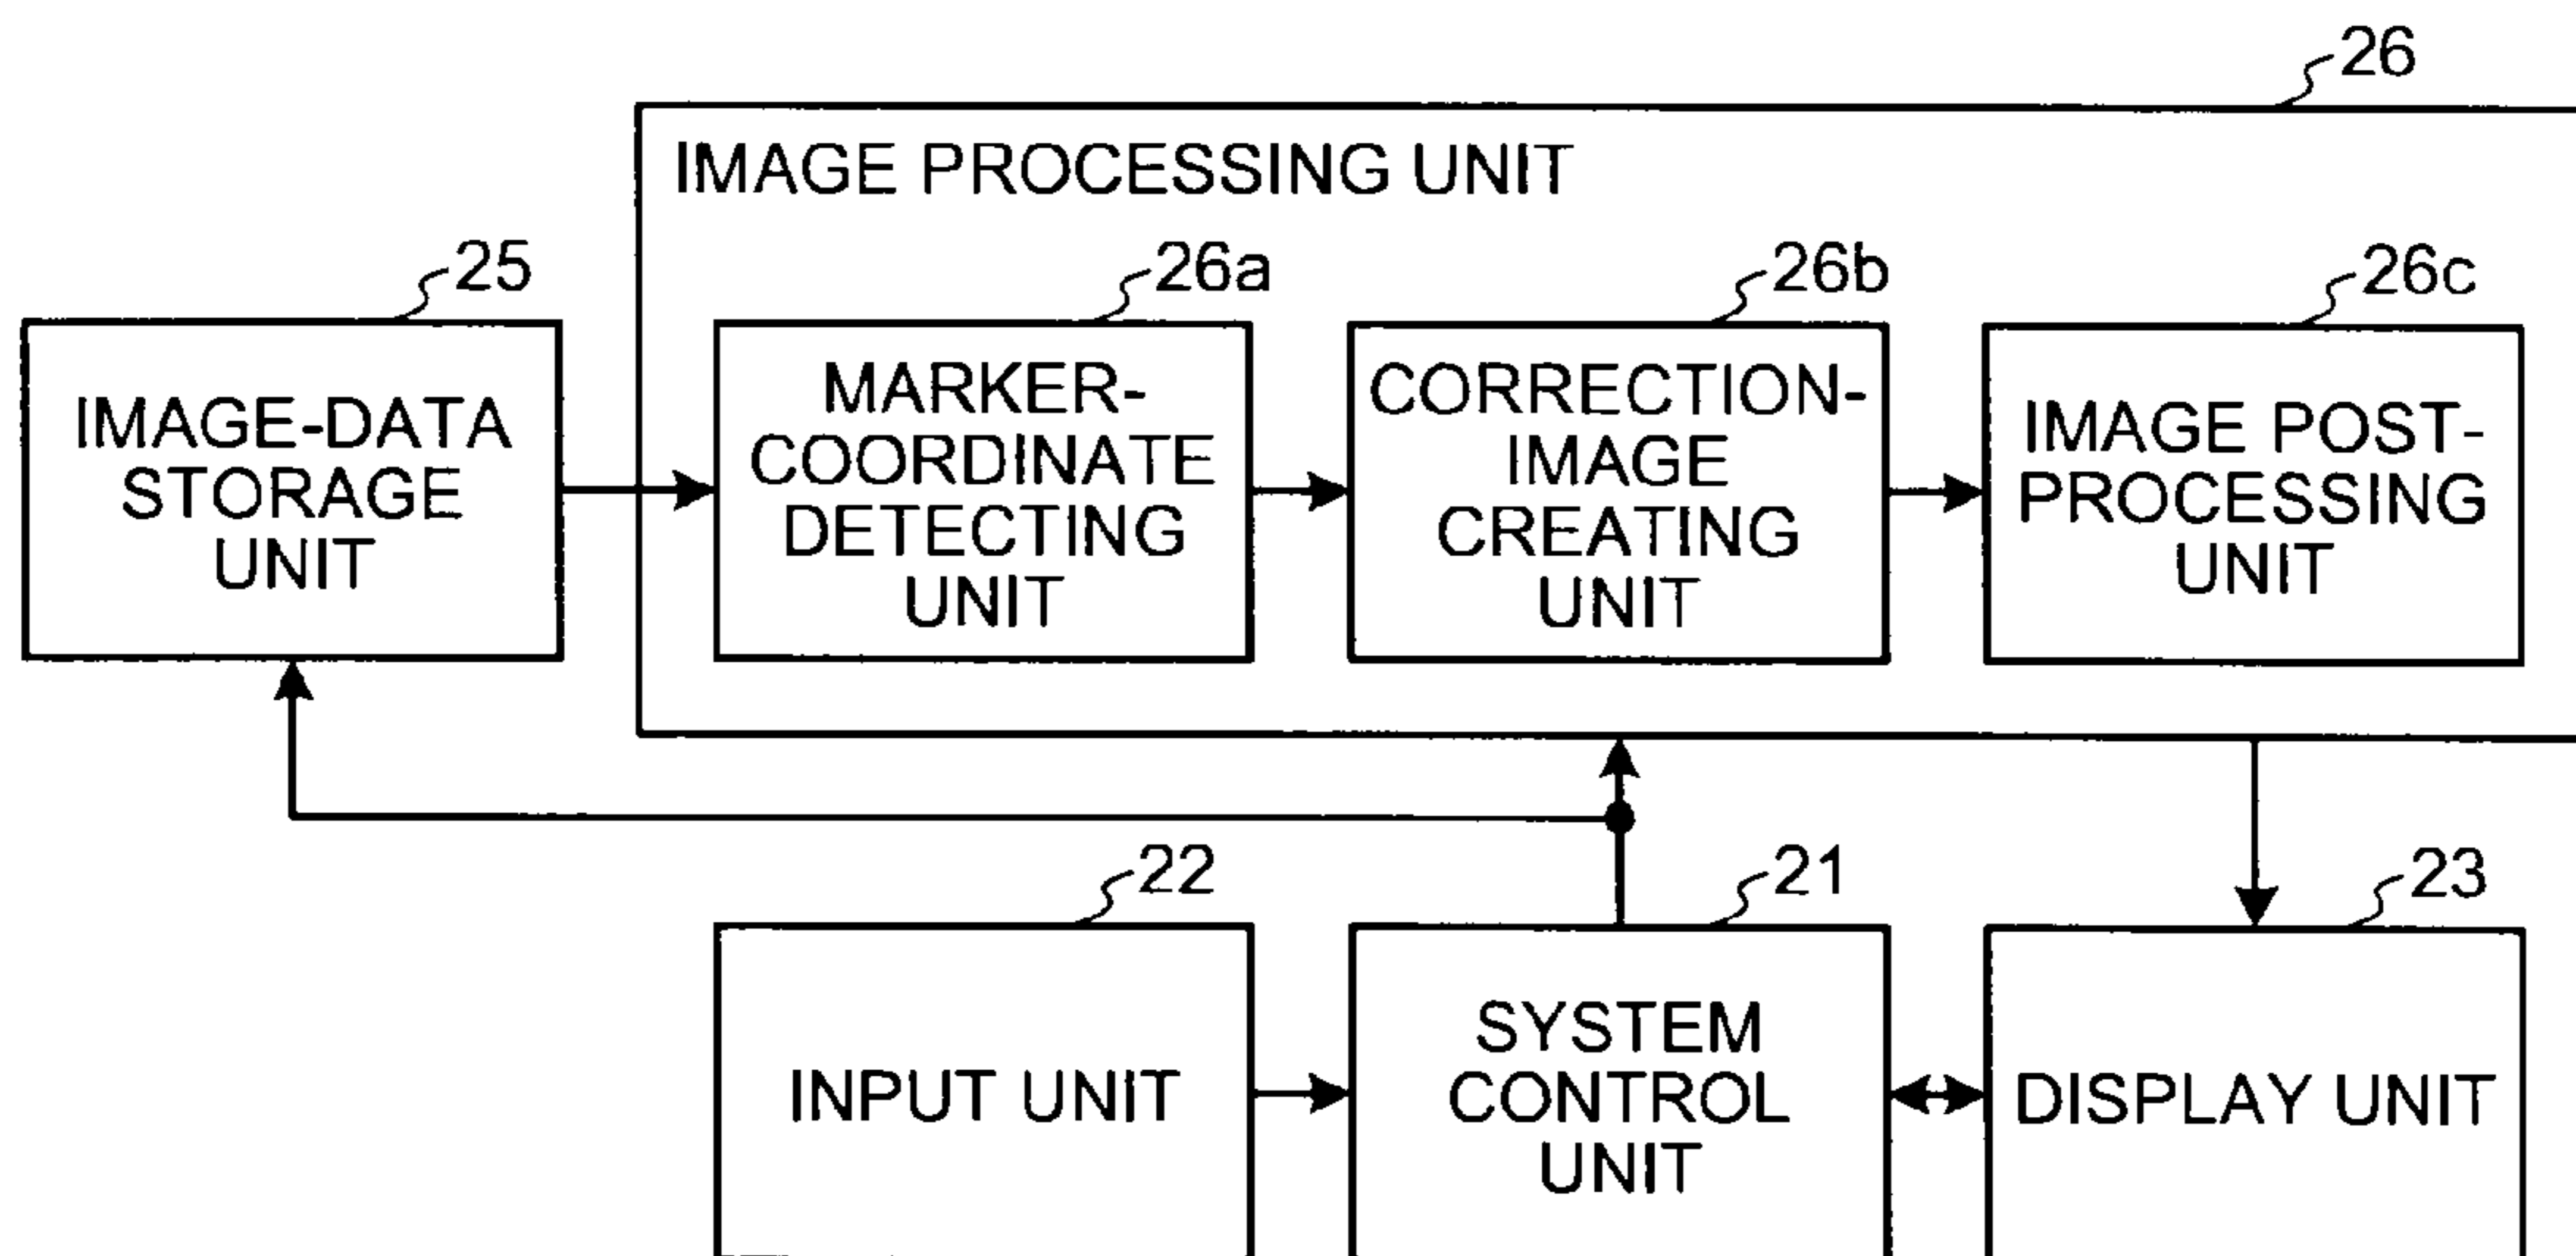 26
IMAGE PROCESSING UNIT
25
26a
26b
26c
IMAGE-DATA
STORAGE
UNIT
MARKER-
COORDINATE
DETECTING
UNIT
CORRECTION-
IMAGE
CREATING
UNIT
IMAGE POST-
PROCESSING
UNIT
22
21
23
INPUT UNIT
SYSTEM
CONTROL
UNIT
DISPLAY UNIT